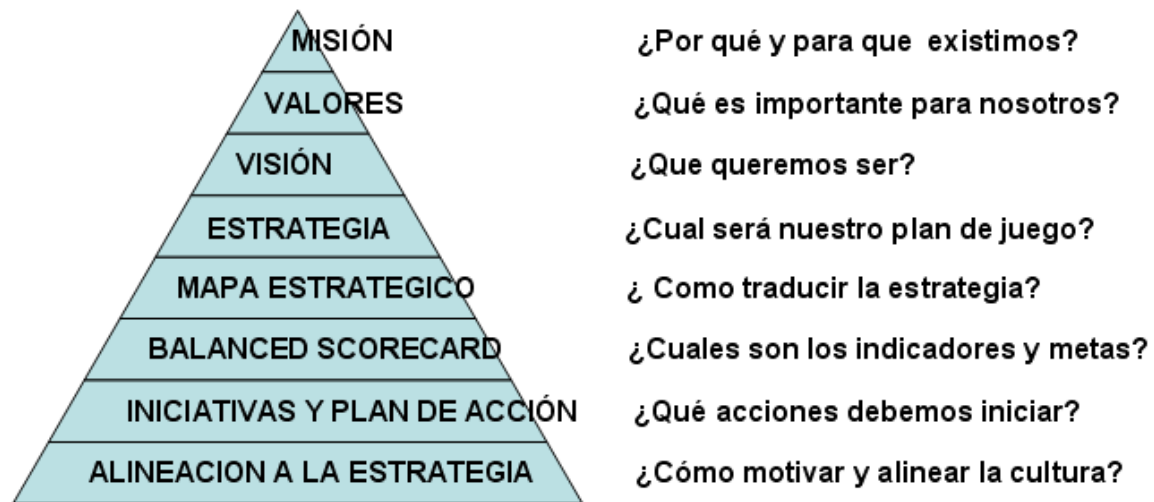 MISIÓN ¿Por qué y para que existimos?
VALORES ¿Qué es importante para nosotros?
VISIÓN ¿Que queremos ser?
ESTRATEGIA ¿Cual será nuestro plan de juego?
MAPA ESTRATEGICO ¿ Como traducir la estrategia?
BALANCED SCORECARD ¿Cuales son los indicadores y metas?
INICIATIVAS Y PLAN DE ACCIÓN ¿Qué acciones debemos iniciar?
ALINEACION A LA ESTRATEGIA ¿Cómo motivar y alinear la cultura?